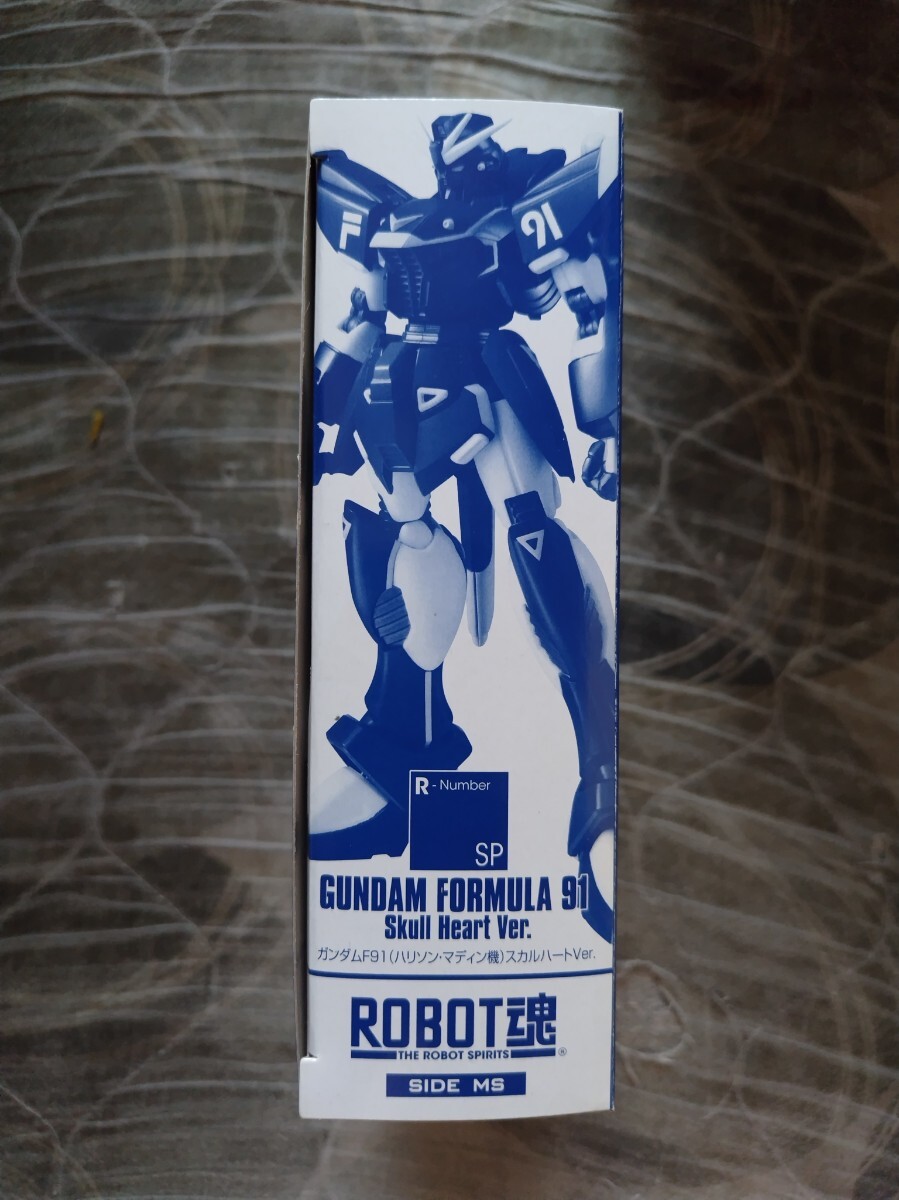 F
91
R - Number
SP
GUNDAM FORMULA 91
Skull Heart Ver.
ガンダムF91(ハリソン・マディン機)スカルハートVer.
ROBOT魂
THE ROBOT SPIRITS
®
SIDE MS